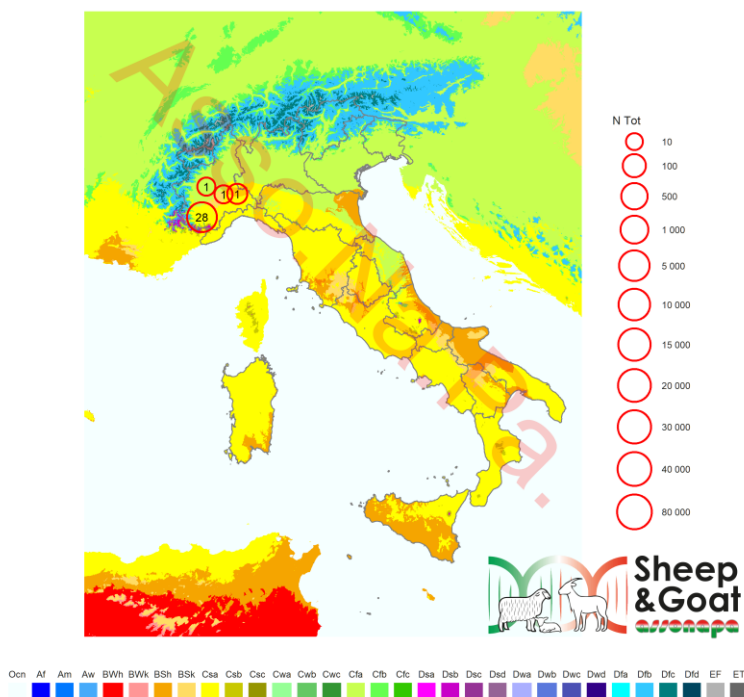 Asso.Na.Pa.
N Tot
10
100
500
1 000
5 000
10 000
15 000
20 000
30 000
40 000
80 000
1
1
1
28
Sheep
&Goat
assonapa
Ocn Af Am Aw BWh BWk BSh BSk Csa Csb Csc Cwa Cwb Cwc Cfa Cfb Cfc Dsa Dsb Dsc Dsd Dwa Dwb Dwc Dwd Dfa Dfb Dfc Dfd EF ET